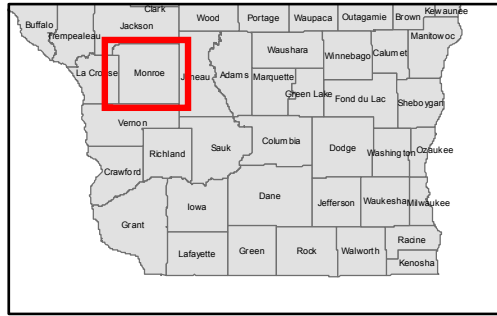 Clark
Kewaunee
Buffalo
Trempealeau
Jackson
Wood
Portage
Waupaca
Outagamie
Brown
Manitowoc
La Crosse
Monroe
Juneau
Adams
Waushara
Marquette
Green Lake
Winnebago
Calumet
Fond du Lac
Sheboygan
Vernon
Richland
Sauk
Columbia
Dodge
Washington
Ozaukee
Crawford
Grant
Iowa
Dane
Jefferson
Waukesha
Milwaukee
Lafayette
Green
Rock
Walworth
Racine
Kenosha